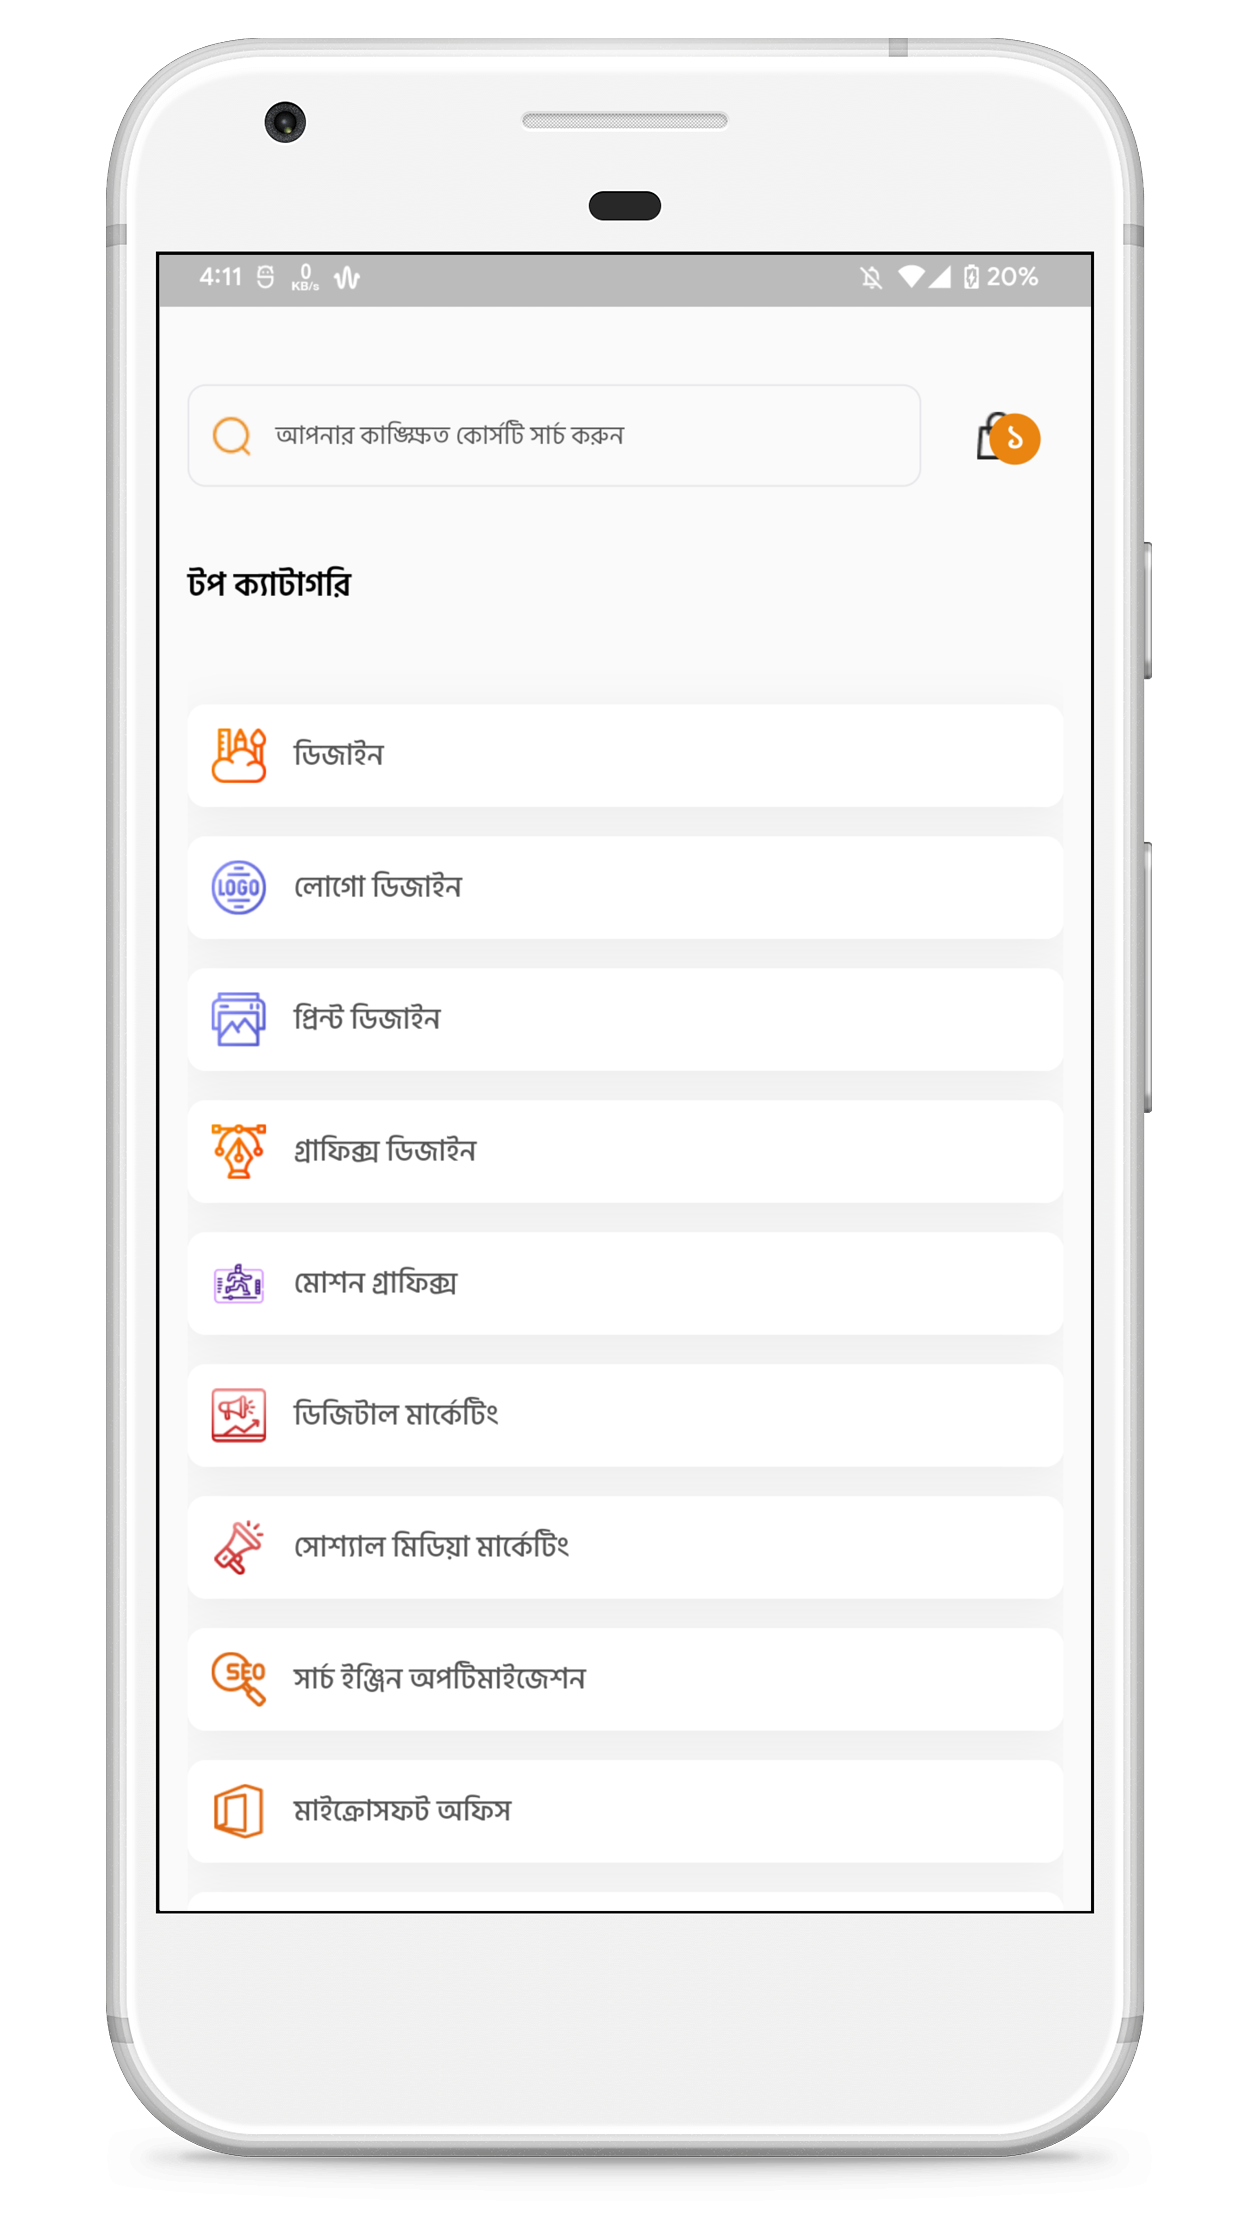 4:11 0 KB/s 20%
আপনার কাঙ্ক্ষিত কোর্সটি সার্চ করুন
১
টপ ক্যাটাগরি
ডিজাইন
LOGO লোগো ডিজাইন
প্রিন্ট ডিজাইন
গ্রাফিক্স ডিজাইন
মোশন গ্রাফিক্স
ডিজিটাল মার্কেটিং
সোশ্যাল মিডিয়া মার্কেটিং
SEO সার্চ ইঞ্জিন অপটিমাইজেশন
মাইক্রোসফট অফিস